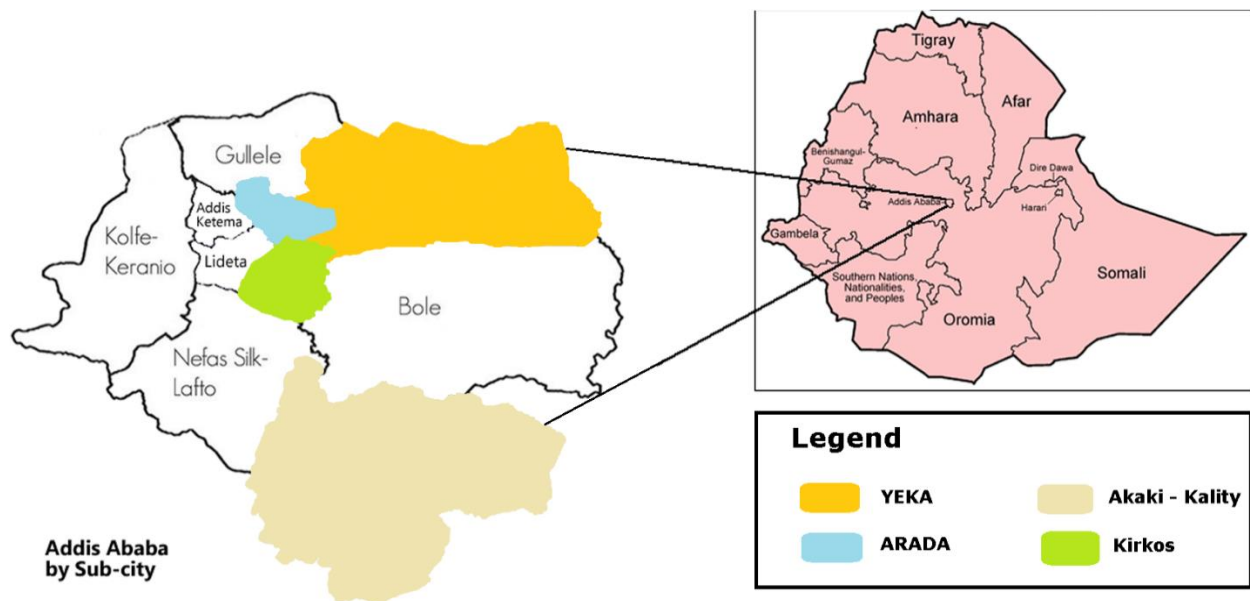 Gullele
Addis
Ketema
Kolfe-
Keranio
Lideta
Bole
Nefas Silk-
Lafto
Addis Ababa
by Sub-city
Tigray
Afar
Amhara
Benishangul-
Gumaz
Dire Dawa
Addis Ababa
Harari
Gambela
Somali
Southern Nations,
Nationalities,
and Peoples
Oromia
Legend
YEKA
Akaki - Kality
ARADA
Kirkos